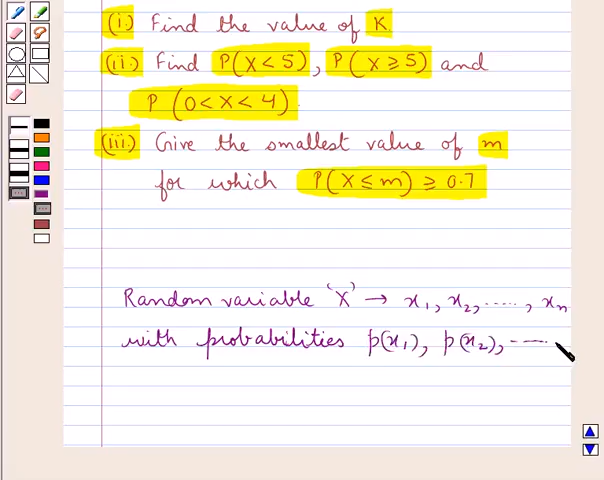 (i) Find the value of K
(ii) Find P(X < 5), P(X ≥ 5) and
P (0 < X < 4).
(iii) Give the smallest value of m
for which P(X ≤ m) ≥ 0.7
Random variable 'X' → x₁, x₂, ....., xₙ
with probabilities p(x₁), p(x₂), -----